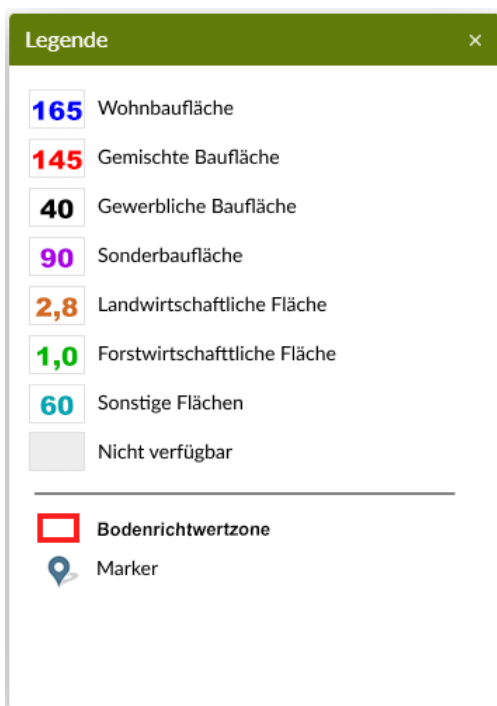 Legende ×
165 Wohnbaufläche
145 Gemischte Baufläche
40 Gewerbliche Baufläche
90 Sonderbaufläche
2,8 Landwirtschaftliche Fläche
1,0 Forstwirtschafttliche Fläche
60 Sonstige Flächen
Nicht verfügbar
Bodenrichtwertzone
Marker